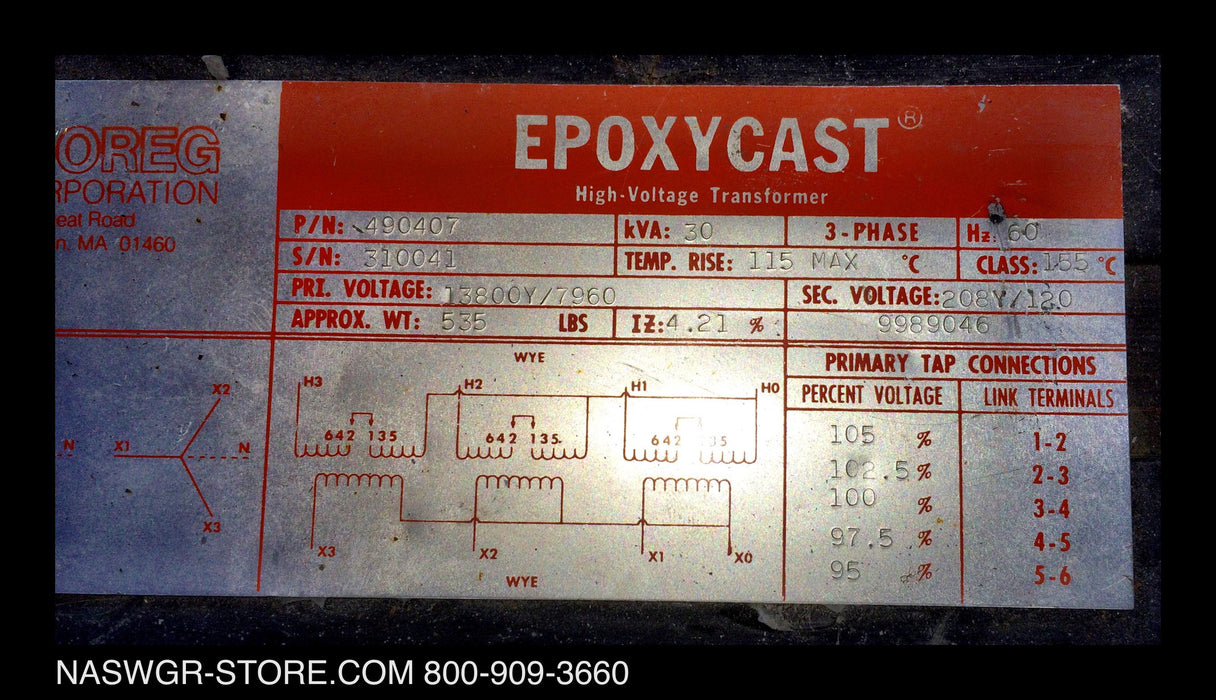 OREG
RPORATION
eat Road
n, MA 01460
EPOXYCAST®
High-Voltage Transformer
P/N: 490407
kVA: 30
3-PHASE
Hz: 60
S/N: 310041
TEMP. RISE: 115 MAX °C
CLASS: 155 °C
PRI. VOLTAGE: 13800Y/7960
SEC. VOLTAGE: 208Y/120
APPROX. WT: 535 LBS
IZ: 4.21 %
9989046
WYE
H3 H2 H1 H0
642 135 642 135 642 35
X3 X2 X1 X0
WYE
N
X2
X1 N
X3
PRIMARY TAP CONNECTIONS
PERCENT VOLTAGE LINK TERMINALS
105 % 1-2
102.5 % 2-3
100 % 3-4
97.5 % 4-5
95 % 5-6
NASWGR-STORE.COM 800-909-3660